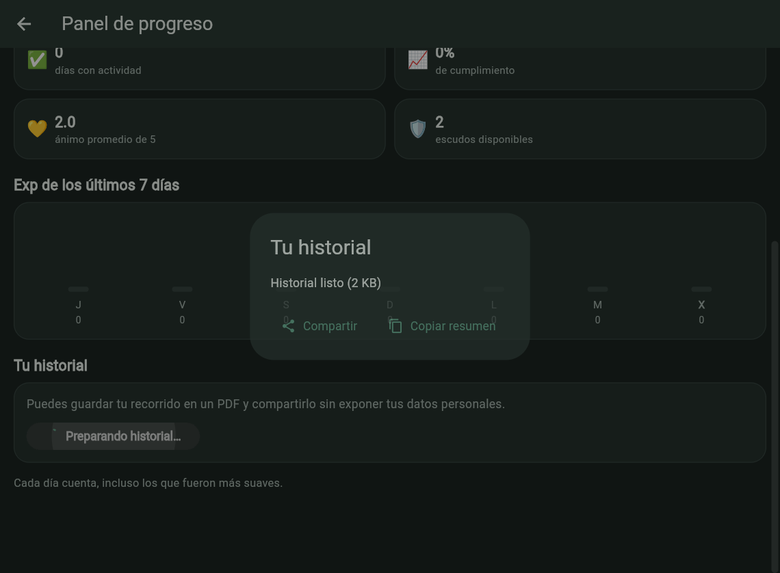 Panel de progreso
0
días con actividad
0%
de cumplimiento
2.0
ánimo promedio de 5
2
escudos disponibles
Exp de los últimos 7 días
Tu historial
Historial listo (2 KB)
J V S D L M X
0 0 0 0 0 0 0
Compartir Copiar resumen
Tu historial
Puedes guardar tu recorrido en un PDF y compartirlo sin exponer tus datos personales.
Preparando historial...
Cada día cuenta, incluso los que fueron más suaves.